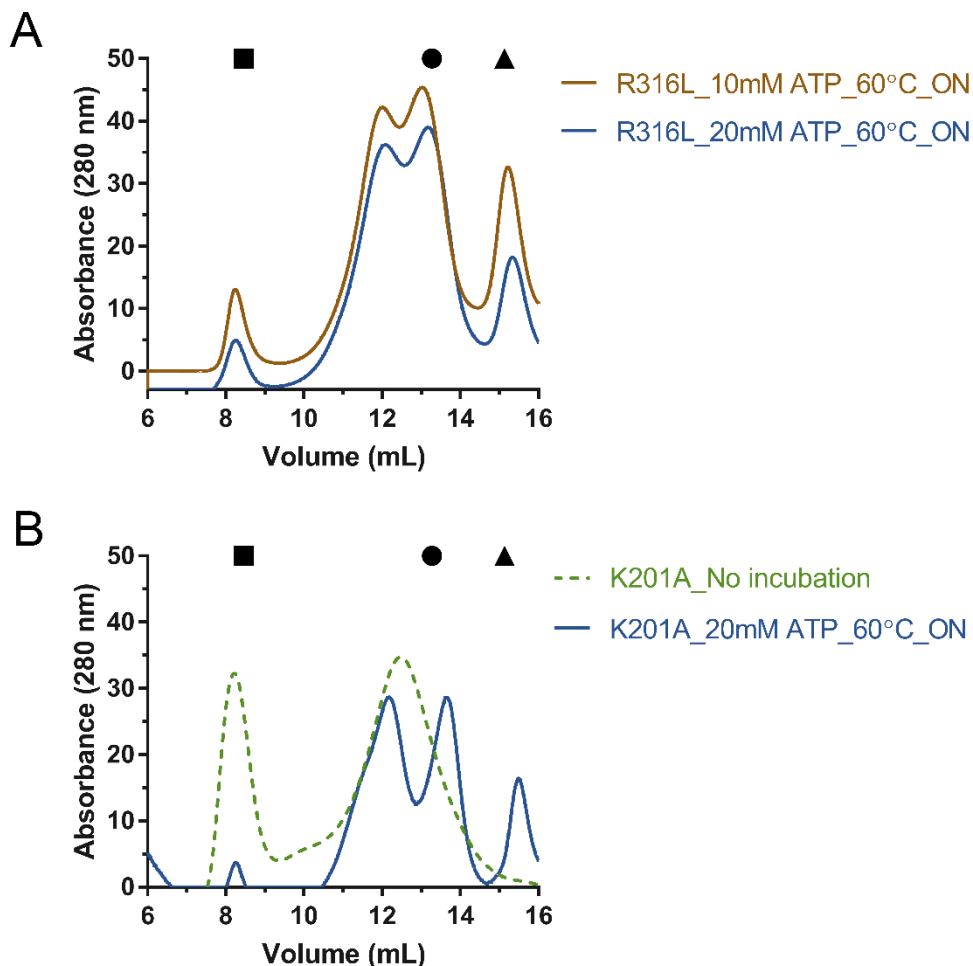 A
50
40
30
20
10
0
Absorbance (280 nm)
6 8 10 12 14 16
Volume (mL)
R316L_10mM ATP_60°C_ON
R316L_20mM ATP_60°C_ON
B
50
40
30
20
10
0
Absorbance (280 nm)
6 8 10 12 14 16
Volume (mL)
K201A_No incubation
K201A_20mM ATP_60°C_ON